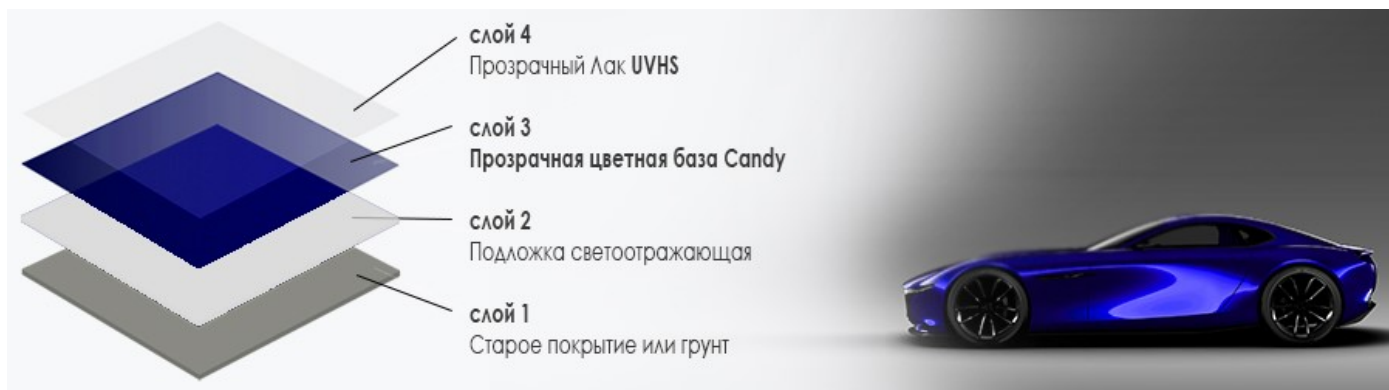 слой 4
Прозрачный Лак UVHS
слой 3
Прозрачная цветная база Candy
слой 2
Подложка светоотражающая
слой 1
Старое покрытие или грунт